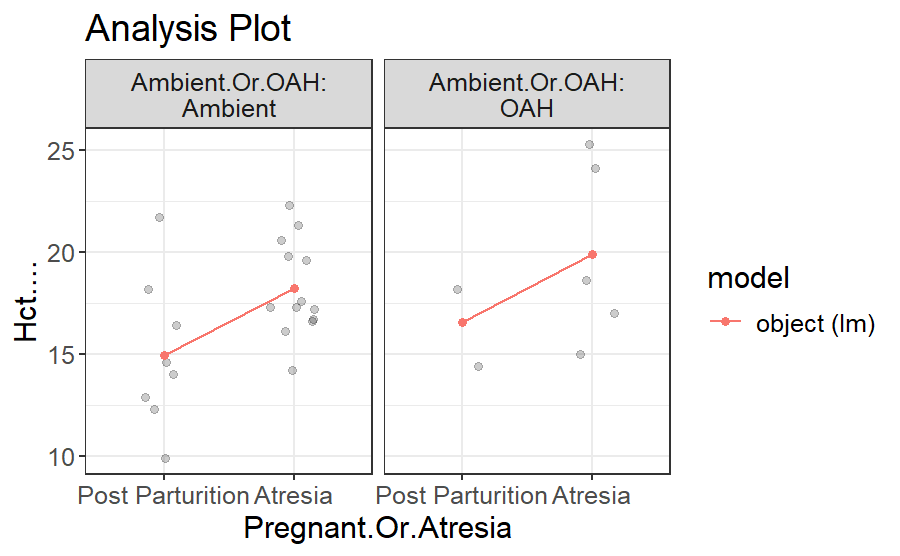 Analysis Plot
Ambient.Or.OAH:
Ambient
Ambient.Or.OAH:
OAH
25
20
15
10
Hct....
Post Parturition Atresia
Post Parturition Atresia
Pregnant.Or.Atresia
model
object (lm)